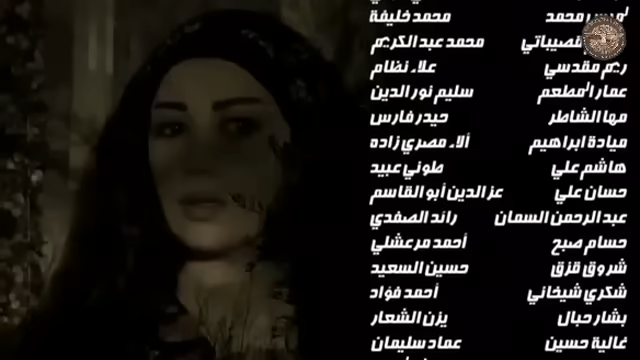 محمد محمد خليفة
قصيباتي محمد عبد الكريم
ريم مقدسي علاء نظام
عمار المطعم سليم نور الدين
مها الشاطر حيدر فارس
ميادة ابراهيم ألاء مصري زاده
هاشم علي طوني عبيد
حسان علي عز الدين أبو القاسم
عبد الرحمن السمان رائد الصفدي
حسام صبح أحمد مرعشلي
شروق قزق حسين السعيد
شكري شيخاني أحمد فؤاد
بشار حبال يزن الشعار
غالية حسين عماد سليمان